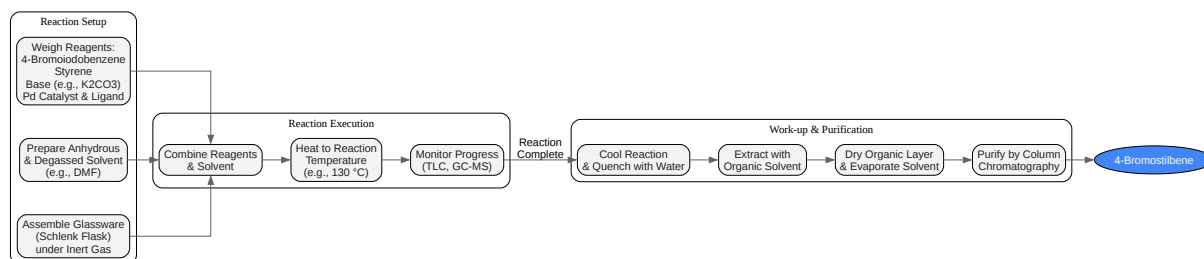 Reaction Setup
Weigh Reagents:
4-Bromoiodobenzene
Styrene
Base (e.g., K2CO3)
Pd Catalyst & Ligand
Prepare Anhydrous
& Degassed Solvent
(e.g., DMF)
Assemble Glassware
(Schlenk Flask)
under Inert Gas
Reaction Execution
Combine Reagents
& Solvent
Heat to Reaction
Temperature
(e.g., 130 °C)
Monitor Progress
(TLC, GC-MS)
Reaction
Complete
Work-up & Purification
Cool Reaction
& Quench with Water
Extract with
Organic Solvent
Dry Organic Layer
& Evaporate Solvent
Purify by Column
Chromatography
4-Bromostilbene